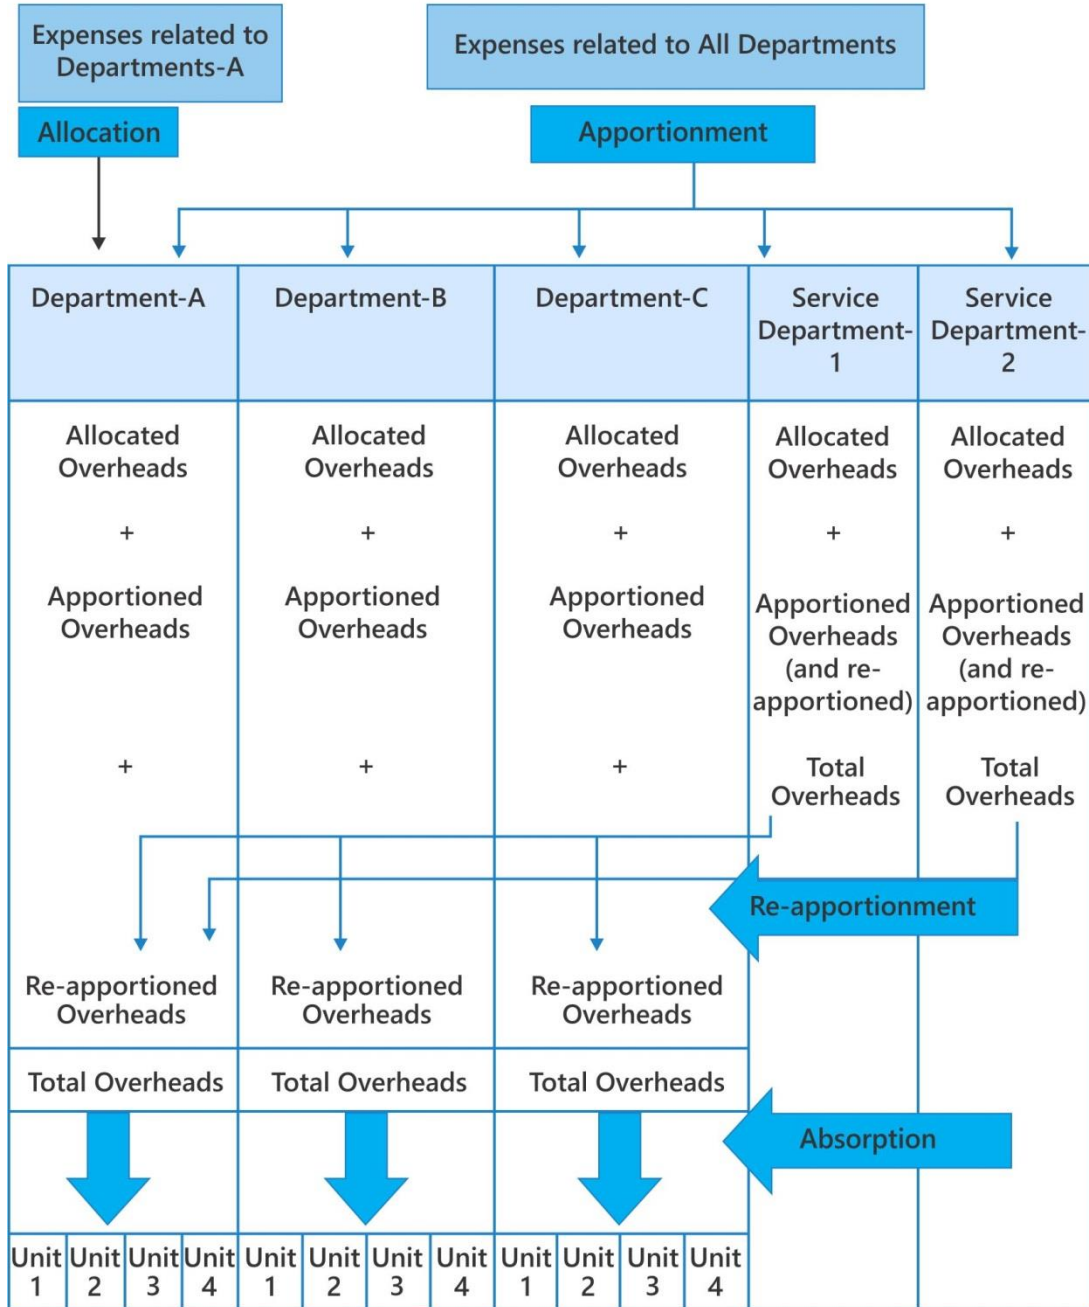 Expenses related to
Departments-A
Expenses related to All Departments
Allocation
Apportionment
Department-A
Department-B
Department-C
Service
Department-
1
Service
Department-
2
Allocated
Overheads
Allocated
Overheads
Allocated
Overheads
Allocated
Overheads
Allocated
Overheads
+
+
+
+
+
Apportioned
Overheads
Apportioned
Overheads
Apportioned
Overheads
Apportioned
Overheads
(and re-
apportioned)
Apportioned
Overheads
(and re-
apportioned)
+
+
+
Total
Overheads
Total
Overheads
Re-apportionment
Re-apportioned
Overheads
Re-apportioned
Overheads
Re-apportioned
Overheads
Total Overheads
Total Overheads
Total Overheads
Absorption
Unit
1
Unit
2
Unit
3
Unit
4
Unit
1
Unit
2
Unit
3
Unit
4
Unit
1
Unit
2
Unit
3
Unit
4